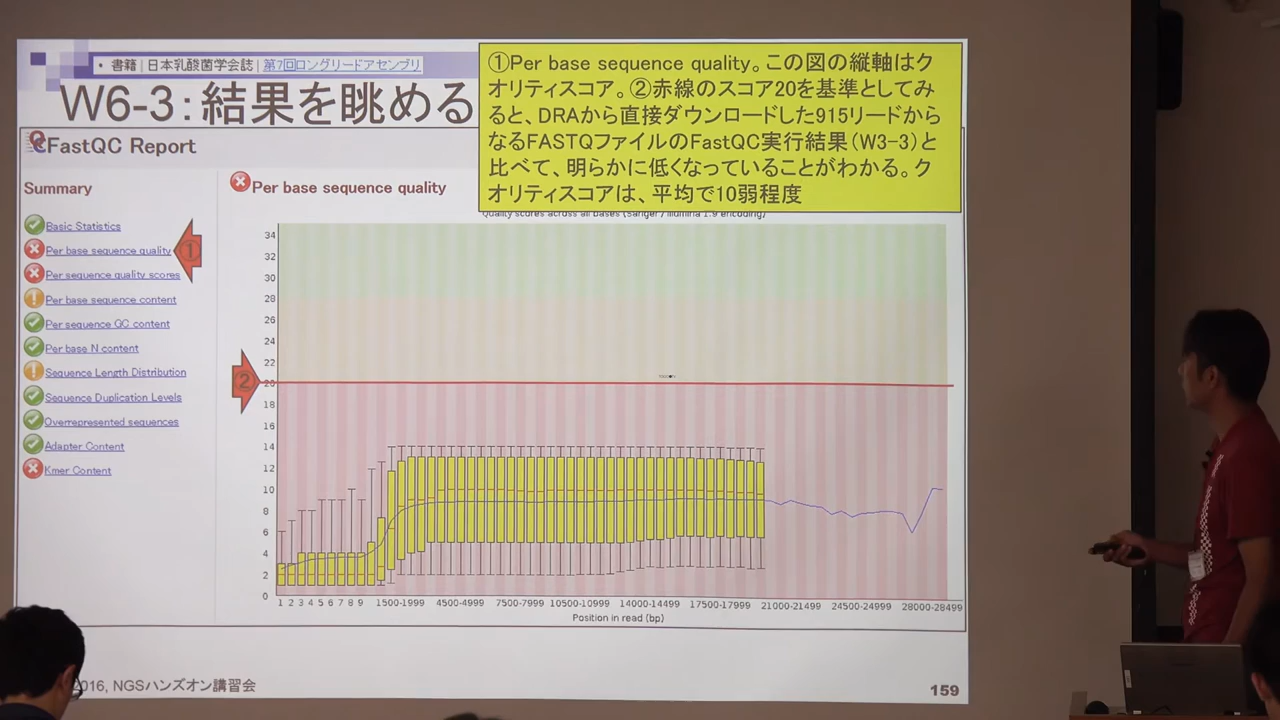 • 書籍 | 日本乳酸菌学会誌 | 第7回ロングリードアセンブリ
W6-3：結果を眺める
①Per base sequence quality。この図の縦軸はク
オリティスコア。②赤線のスコア20を基準としてみ
ると、DRAから直接ダウンロードした915リードから
なるFASTQファイルのFastQC実行結果（W3-3）と
比べて、明らかに低くなっていることがわかる。ク
オリティスコアは、平均で10弱程度
FastQC Report
Summary
Basic Statistics
Per base sequence quality
①
Per sequence quality scores
Per base sequence content
Per sequence GC content
Per base N content
Sequence Length Distribution
Sequence Duplication Levels
Overrepresented sequences
Adapter Content
Kmer Content
Per base sequence quality
Quality scores across all bases (Sanger / Illumina 1.9 encoding)
34
32
30
28
26
24
22
②
20
18
16
14
12
10
8
6
4
2
0
1 2 3 4 5 6 7 8 9 1500-1999 4500-4999 7500-7999 10500-10999 14000-14499 17500-17999 21000-21499 24500-24999 28000-28499
Position in read (bp)
2016, NGSハンズオン講習会
159